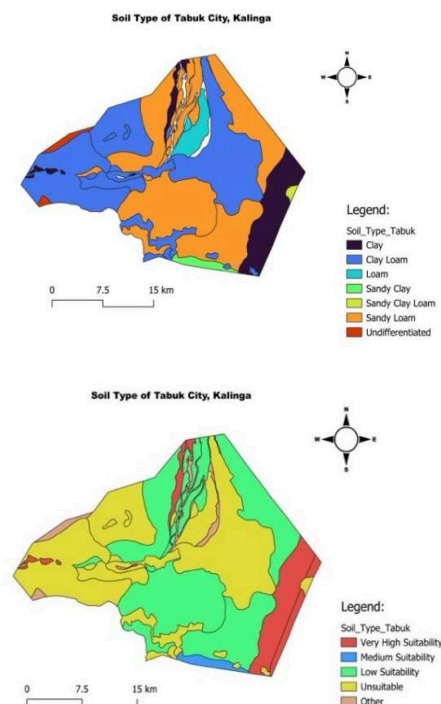 Soil Type of Tabuk City, Kalinga
N
W E
S
Legend:
Soil_Type_Tabuk
Clay
Clay Loam
Loam
Sandy Clay
Sandy Clay Loam
Sandy Loam
Undifferentiated
0 7.5 15 km
Soil Type of Tabuk City, Kalinga
N
W E
S
Legend:
Soil_Type_Tabuk
Very High Suitability
Medium Suitability
Low Suitability
Unsuitable
Other
0 7.5 15 km